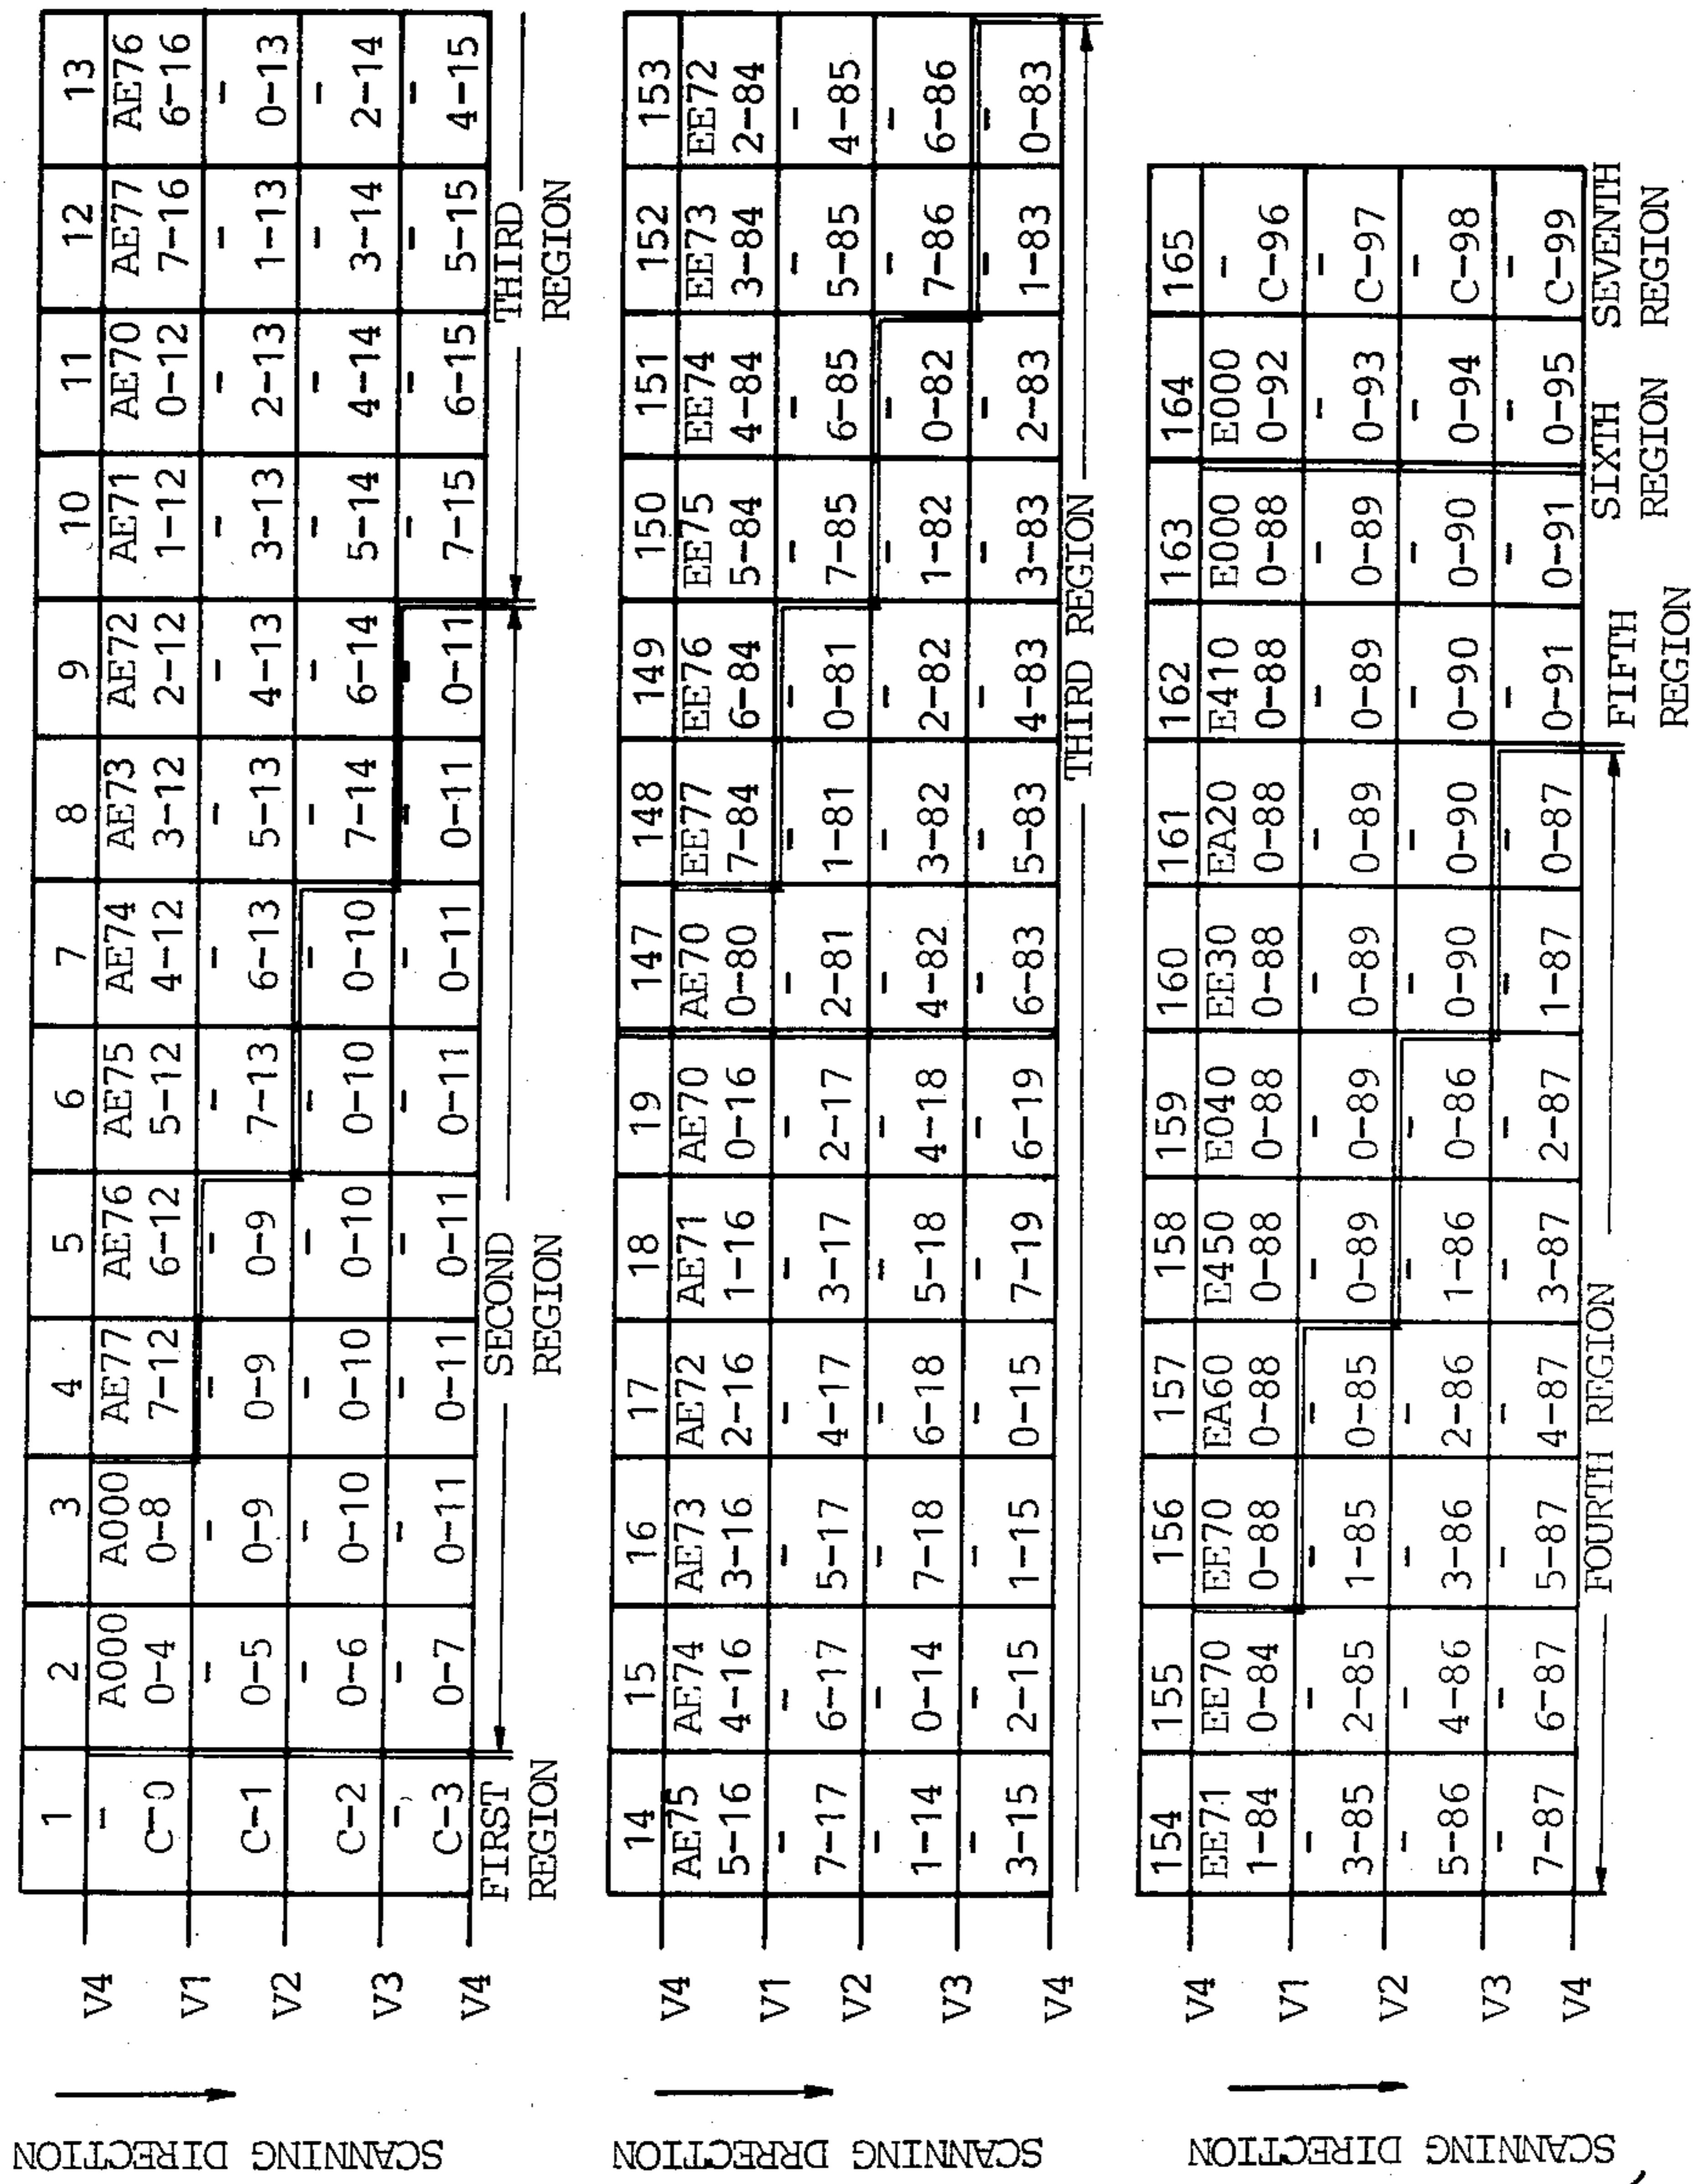 SCANNING DIRECTION
1 2 3 4 5 6 7 8 9 10 11 12 13
V4
– A000 A000 AE77 AE76 AE75 AE74 AE73 AE72 AE71 AE70 AE77 AE76
C-0 0-4 0-8 7-12 6-12 5-12 4-12 3-12 2-12 1-12 0-12 7-16 6-16
V1
– – – – – – – – – – – –
C-1 0-5 0-9 0-9 0-9 7-13 6-13 5-13 4-13 3-13 2-13 1-13 0-13
V2
– – – – – – – – – – – –
C-2 0-6 0-10 0-10 0-10 0-10 0-10 7-14 6-14 5-14 4-14 3-14 2-14
V3
– – – – – – – – – – – – –
C-3 0-7 0-11 0-11 0-11 0-11 0-11 0-11 0-11 7-15 6-15 5-15 4-15
V4
FIRST REGION
SECOND REGION
THIRD REGION
SCANNING DRRECTION
14 15 16 17 18 19 147 148 149 150 151 152 153
V4
AE75 AE74 AE73 AE72 AE71 AE70 AE70 EE77 EE76 EE75 EE74 EE73 EE72
5-16 4-16 3-16 2-16 1-16 0-16 0-80 7-84 6-84 5-84 4-84 3-84 2-84
V1
– – – – – – – – – – – – –
7-17 6-17 5-17 4-17 3-17 2-17 2-81 1-81 0-81 7-85 6-85 5-85 4-85
V2
– – – – – – – – – – – – –
1-14 0-14 7-18 6-18 5-18 4-18 4-82 3-82 2-82 1-82 0-82 7-86 6-86
V3
– – – – – – – – – – – – –
3-15 2-15 1-15 0-15 7-19 6-19 6-83 5-83 4-83 3-83 2-83 1-83 0-83
V4
THIRD REGION
SCANNING DIRECTION
154 155 156 157 158 159 160 161 162 163 164 165
V4
EE71 EE70 EE70 EA60 E450 E040 EE30 EA20 E410 E000 E000 –
1-84 0-84 0-88 0-88 0-88 0-88 0-88 0-88 0-88 0-88 0-92 C-96
V1
– – – – – – – – – – – –
3-85 2-85 1-85 0-85 0-89 0-89 0-89 0-89 0-89 0-89 0-93 C-97
V2
– – – – – – – – – – – –
5-86 4-86 3-86 2-86 1-86 0-86 0-90 0-90 0-90 0-90 0-94 C-98
V3
– – – – – – – – – – – –
7-87 6-87 5-87 4-87 3-87 2-87 1-87 0-87 0-91 0-91 0-95 C-99
V4
FOURTH REGION
FIFTH REGION
SIXTH REGION
SEVENTH REGION